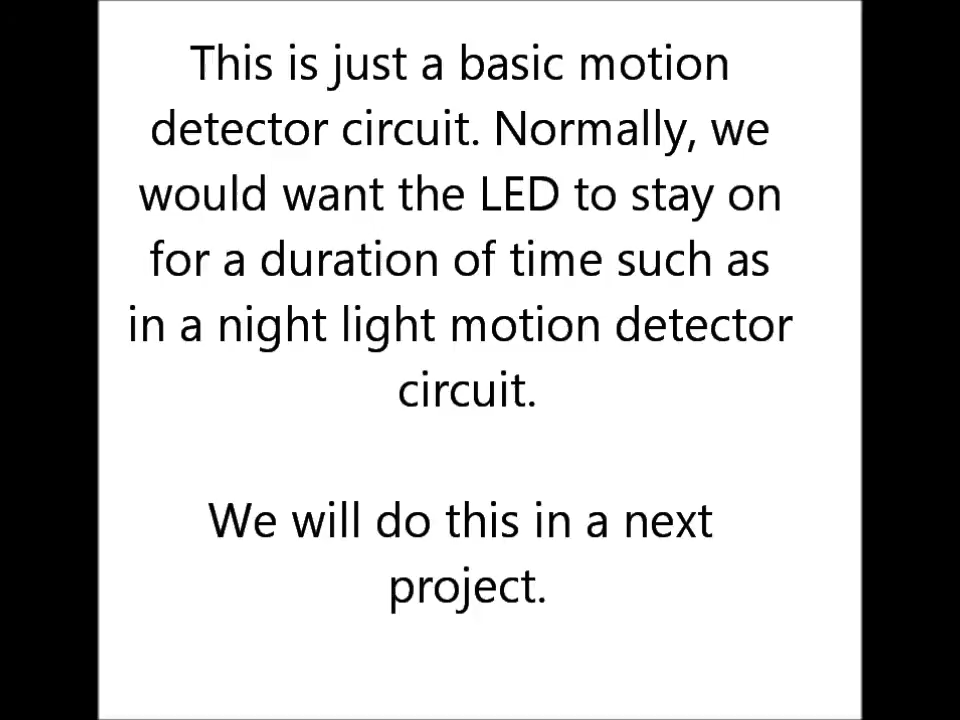 This is just a basic motion
detector circuit. Normally, we
would want the LED to stay on
for a duration of time such as
in a night light motion detector
circuit.
We will do this in a next
project.